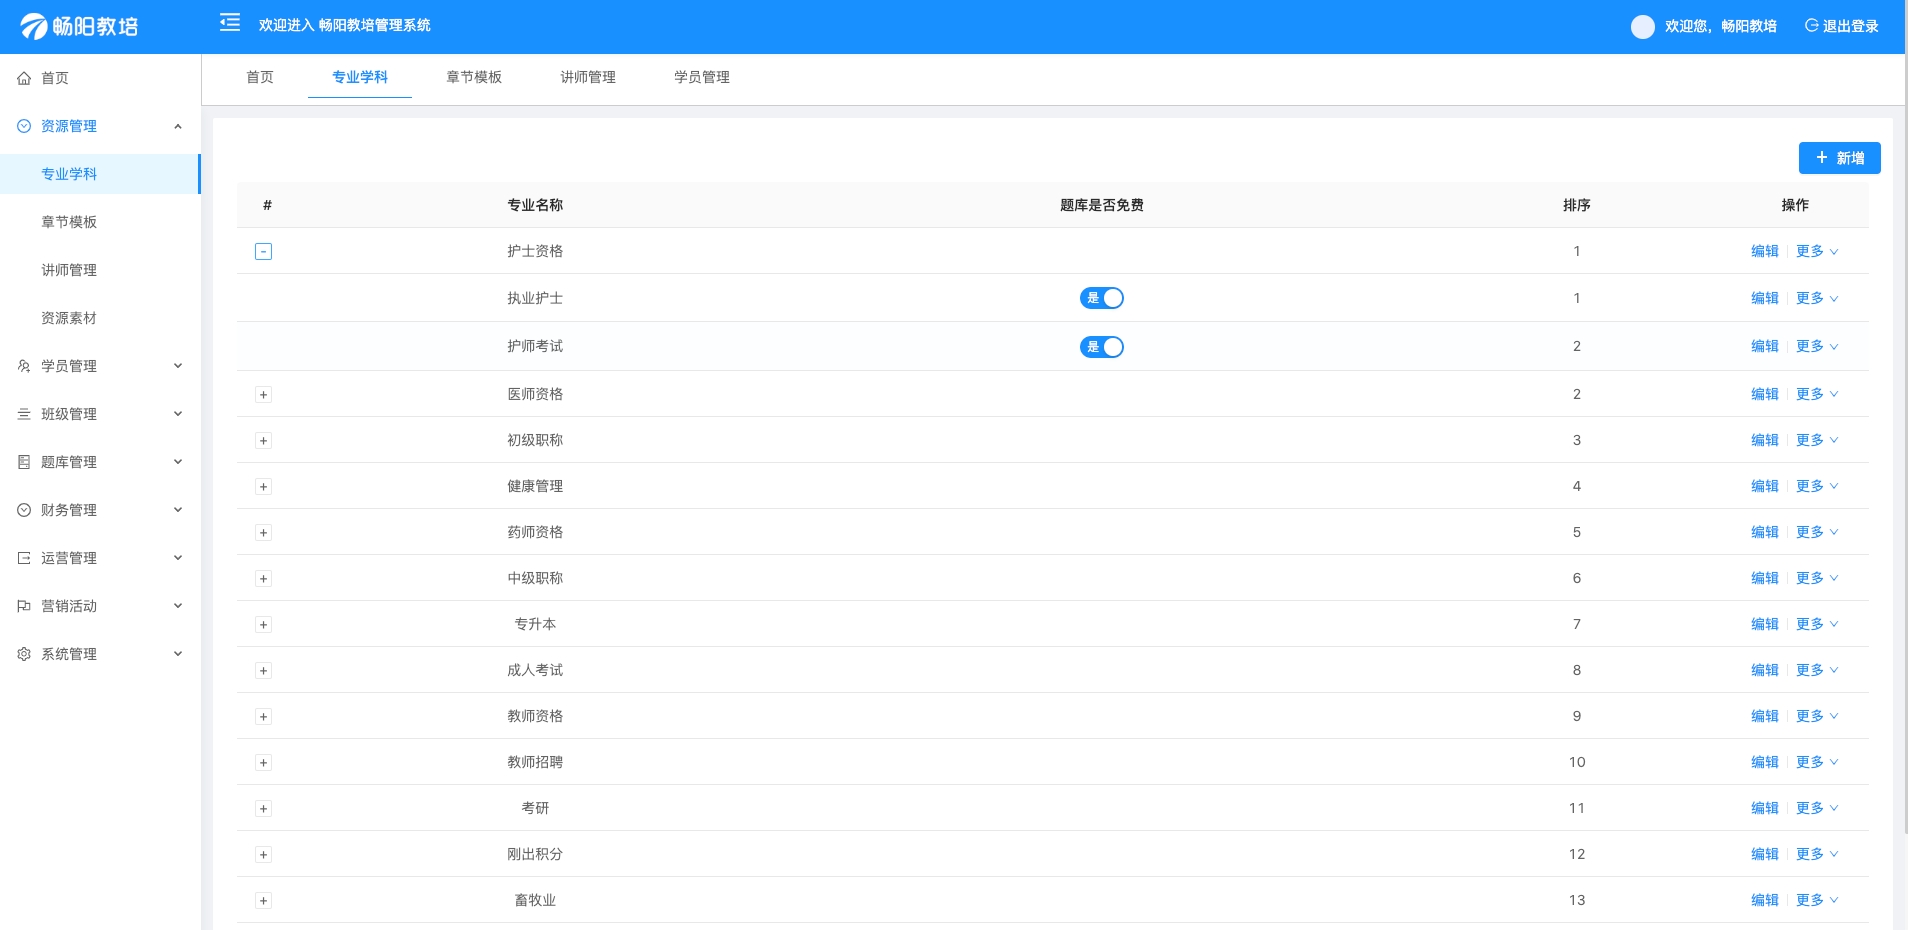 畅阳教培
欢迎进入 畅阳教培管理系统
欢迎您，畅阳教培
退出登录
首页
资源管理
专业学科
章节模板
讲师管理
资源素材
学员管理
班级管理
题库管理
财务管理
运营管理
营销活动
系统管理
首页 专业学科 章节模板 讲师管理 学员管理
+ 新增
# 专业名称 题库是否免费 排序 操作
- 护士资格 1 编辑 更多
执业护士 是 1 编辑 更多
护师考试 是 2 编辑 更多
+ 医师资格 2 编辑 更多
+ 初级职称 3 编辑 更多
+ 健康管理 4 编辑 更多
+ 药师资格 5 编辑 更多
+ 中级职称 6 编辑 更多
+ 专升本 7 编辑 更多
+ 成人考试 8 编辑 更多
+ 教师资格 9 编辑 更多
+ 教师招聘 10 编辑 更多
+ 考研 11 编辑 更多
+ 刚出积分 12 编辑 更多
+ 畜牧业 13 编辑 更多